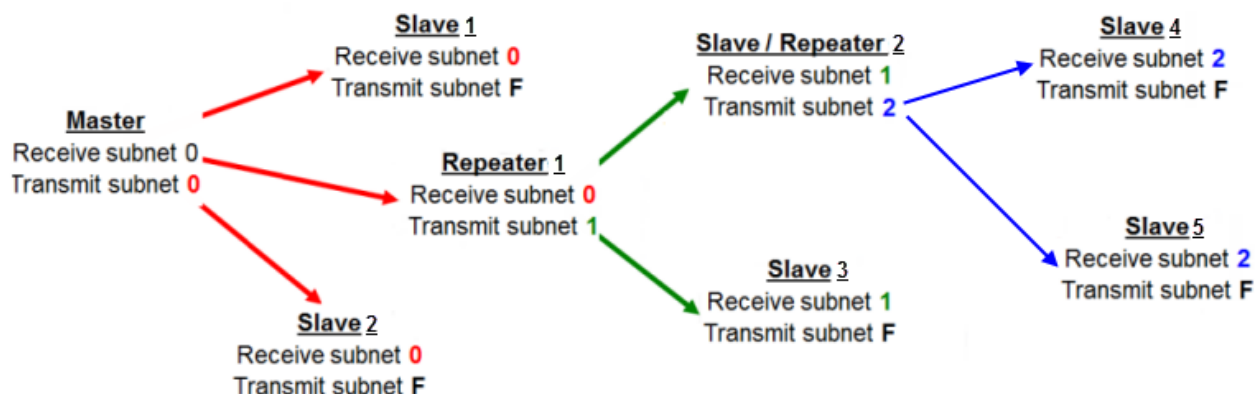 Master
Receive subnet 0
Transmit subnet 0
Slave 1
Receive subnet 0
Transmit subnet F
Slave 2
Receive subnet 0
Transmit subnet F
Repeater 1
Receive subnet 0
Transmit subnet 1
Slave / Repeater 2
Receive subnet 1
Transmit subnet 2
Slave 3
Receive subnet 1
Transmit subnet F
Slave 4
Receive subnet 2
Transmit subnet F
Slave 5
Receive subnet 2
Transmit subnet F